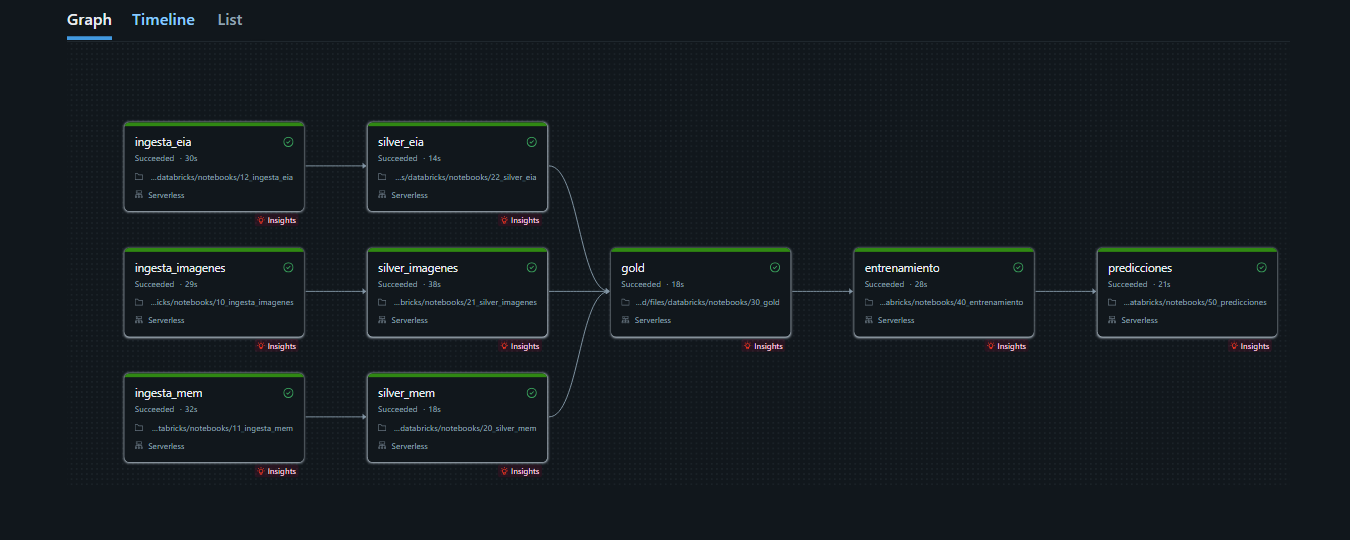 Graph Timeline List
ingesta_eia
Succeeded · 30s
...databricks/notebooks/12_ingesta_eia
Serverless
Insights
silver_eia
Succeeded · 14s
...s/databricks/notebooks/22_silver_eia
Serverless
Insights
ingesta_imagenes
Succeeded · 29s
...icks/notebooks/10_ingesta_imagenes
Serverless
Insights
silver_imagenes
Succeeded · 38s
...bricks/notebooks/21_silver_imagenes
Serverless
Insights
gold
Succeeded · 18s
...d/files/databricks/notebooks/30_gold
Serverless
Insights
entrenamiento
Succeeded · 28s
...abricks/notebooks/40_entrenamiento
Serverless
Insights
predicciones
Succeeded · 21s
...atabricks/notebooks/50_predicciones
Serverless
Insights
ingesta_mem
Succeeded · 32s
...tabricks/notebooks/11_ingesta_mem
Serverless
Insights
silver_mem
Succeeded · 18s
...databricks/notebooks/20_silver_mem
Serverless
Insights